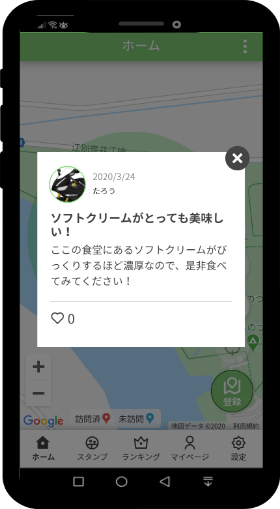 ホーム
2020/3/24
たろう
ソフトクリームがとっても美味し
い！
ここの食堂にあるソフトクリームがび
っくりするほど濃厚なので、是非食べ
てみてください！
0
+
−
登録
Google 訪問済 未訪問
地図データ ©2020 利用規約
ホーム スタンプ ランキング マイページ 設定